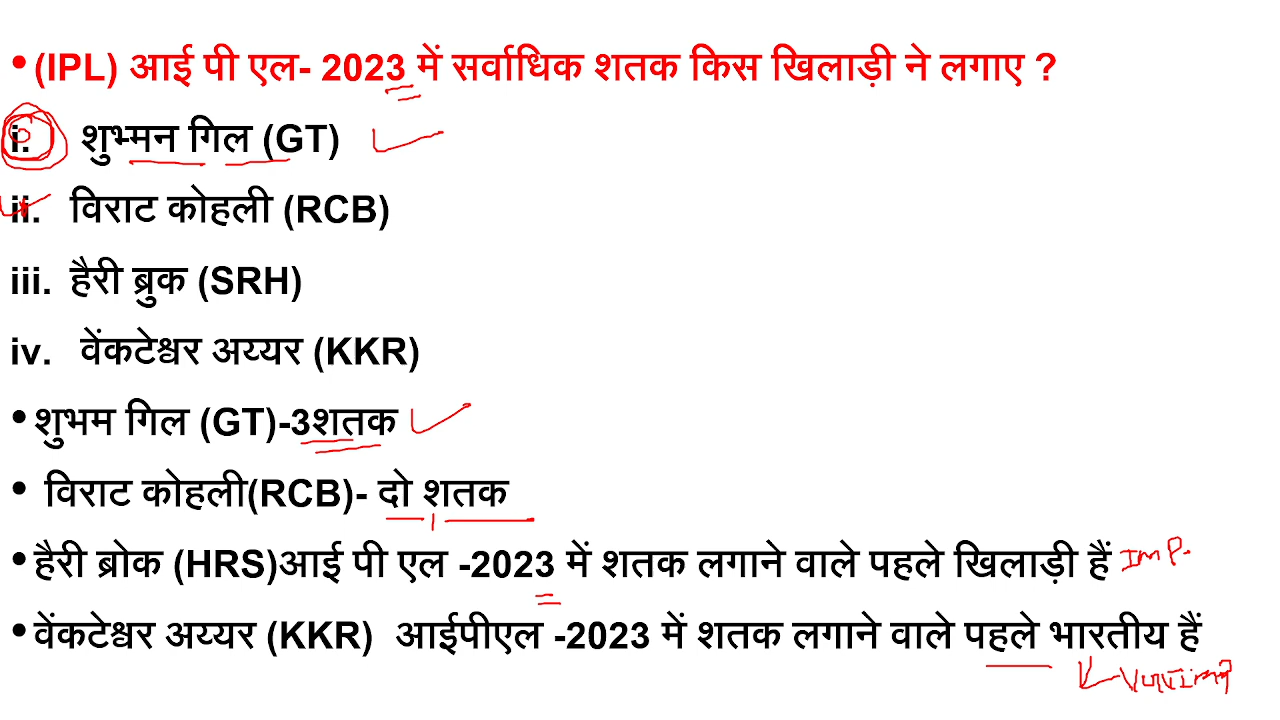 • (IPL) आई पी एल- 2023 में सर्वाधिक शतक किस खिलाड़ी ने लगाए ?
i. शुभ्मन गिल (GT)
ii. विराट कोहली (RCB)
iii. हैरी ब्रुक (SRH)
iv. वेंकटेश्वर अय्यर (KKR)
• शुभम गिल (GT)-3शतक
• विराट कोहली(RCB)- दो शतक
• हैरी ब्रोक (HRS)आई पी एल -2023 में शतक लगाने वाले पहले खिलाड़ी हैं Imp.
• वेंकटेश्वर अय्यर (KKR) आईपीएल -2023 में शतक लगाने वाले पहले भारतीय हैं